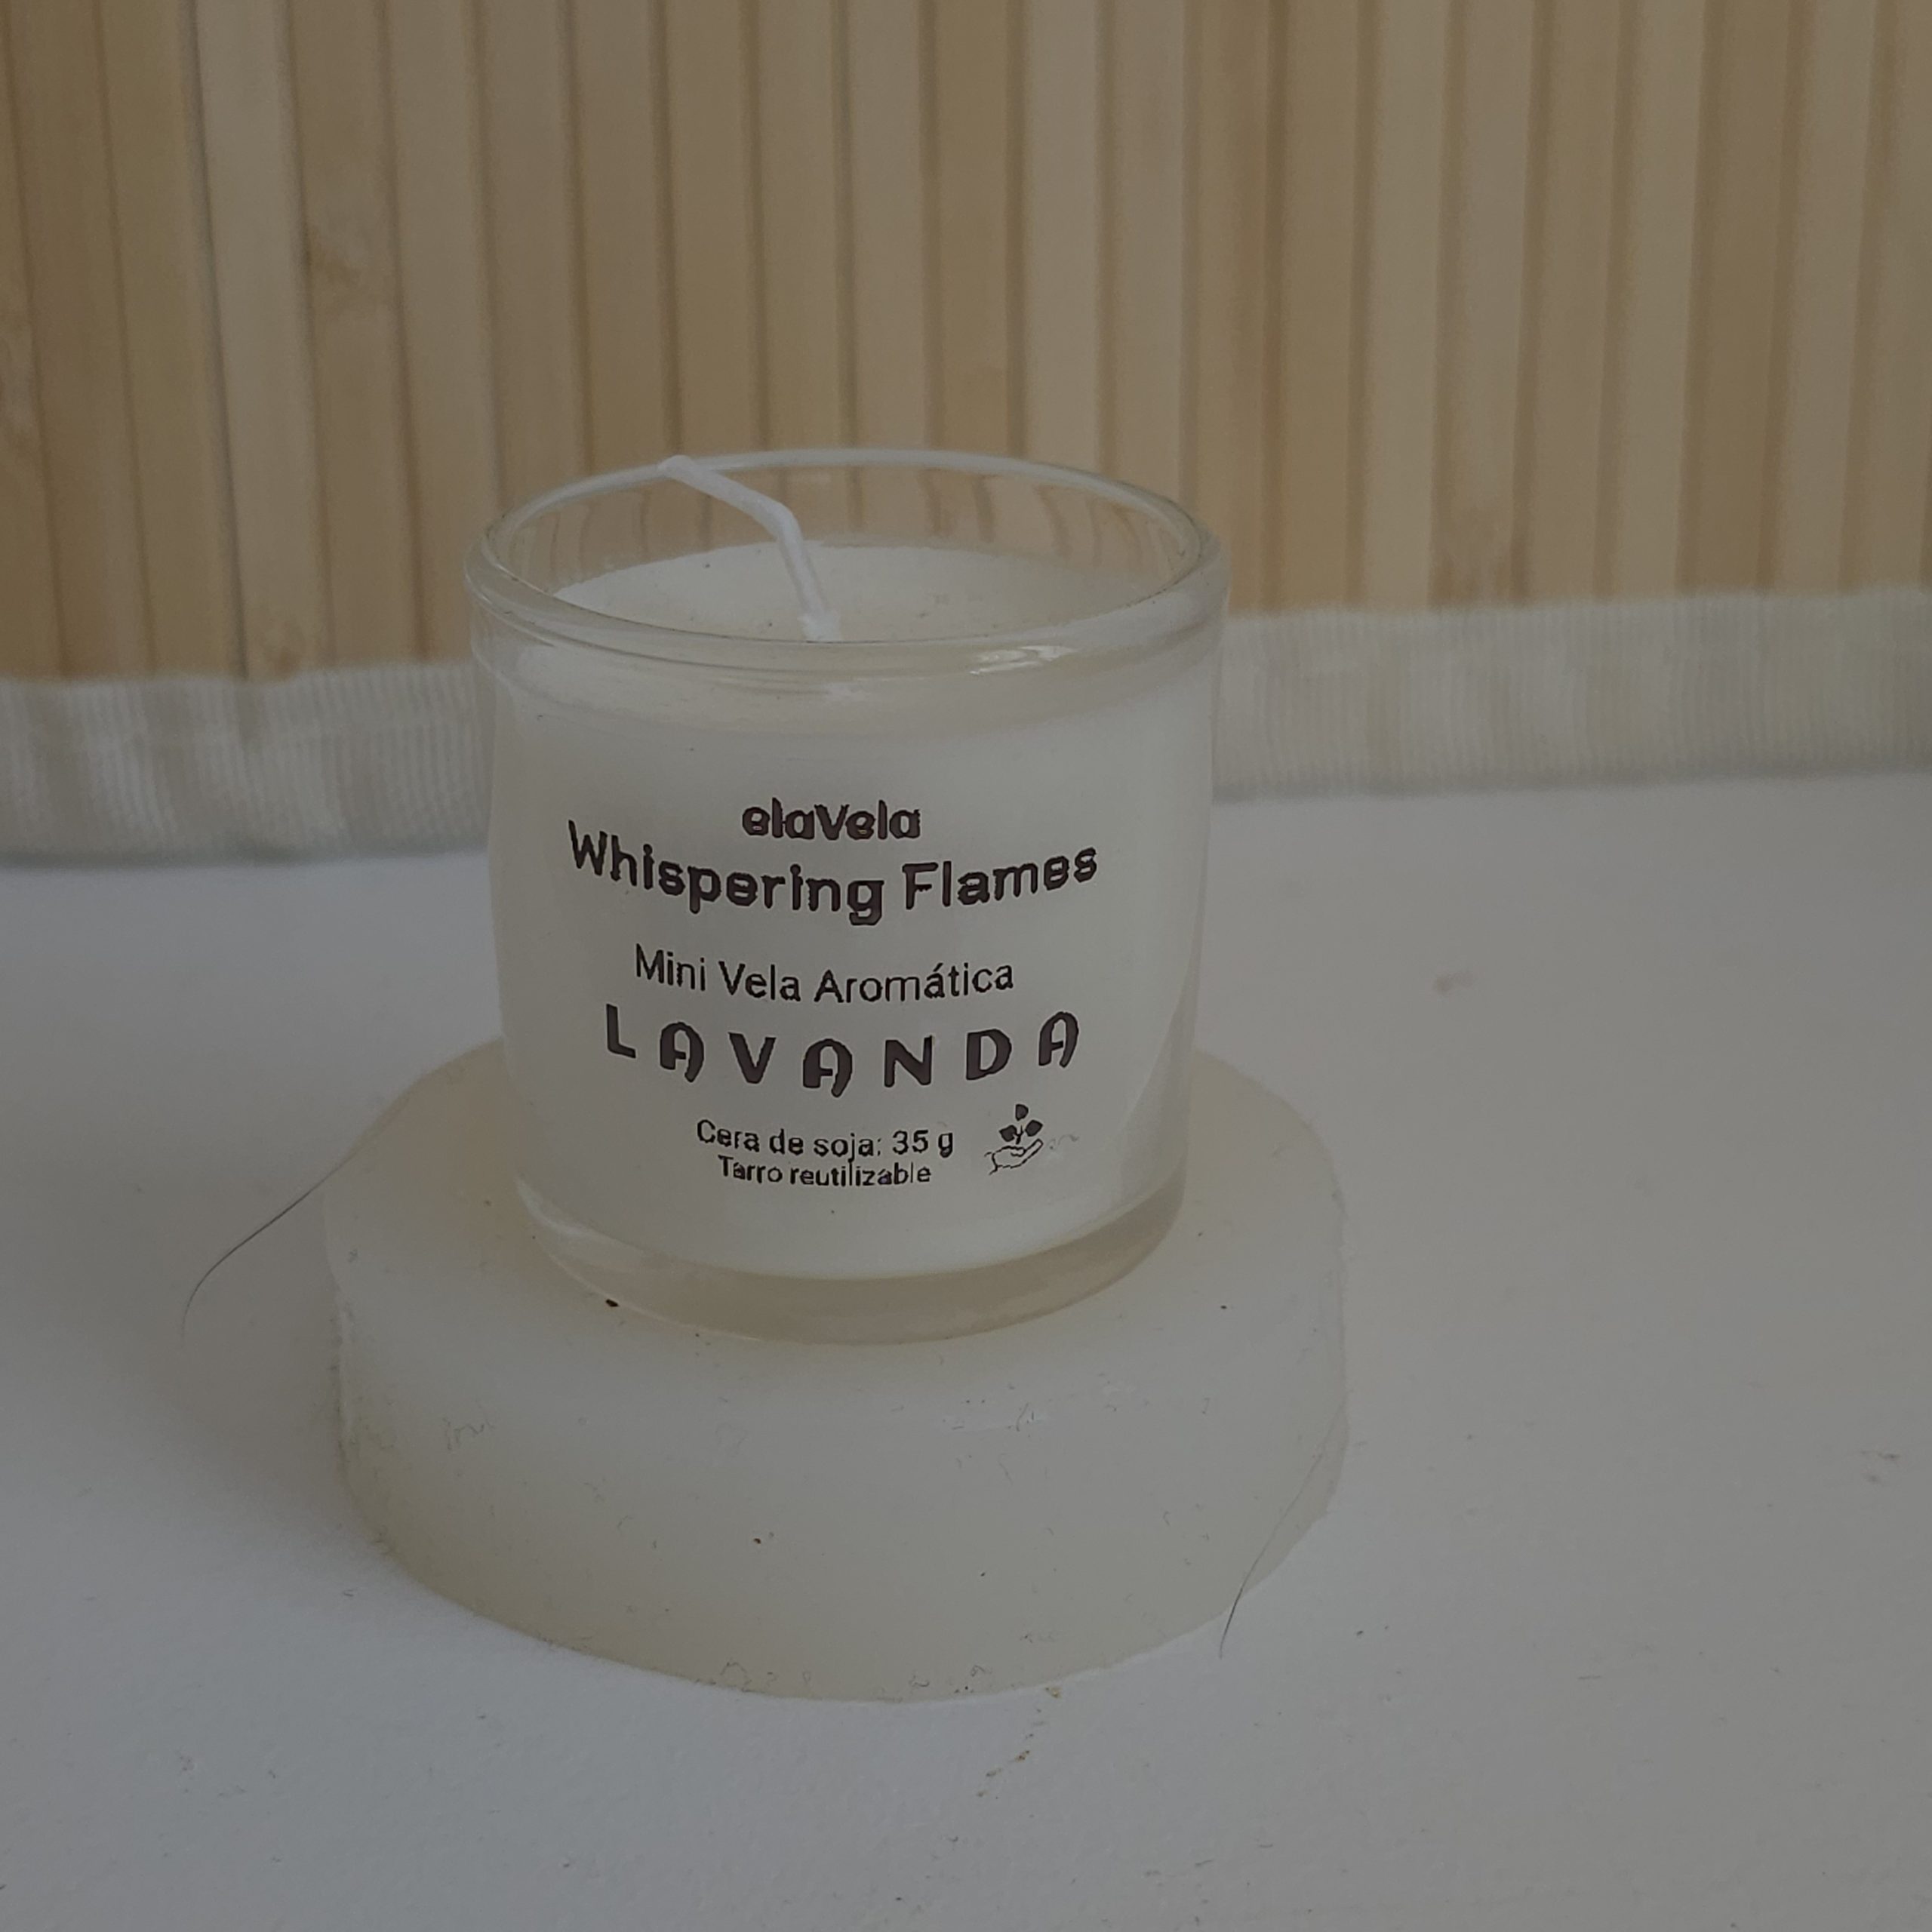 elaVela
Whispering Flames
Mini Vela Aromática
LAVANDA
Cera de soja: 35 g
Tarro reutilizable